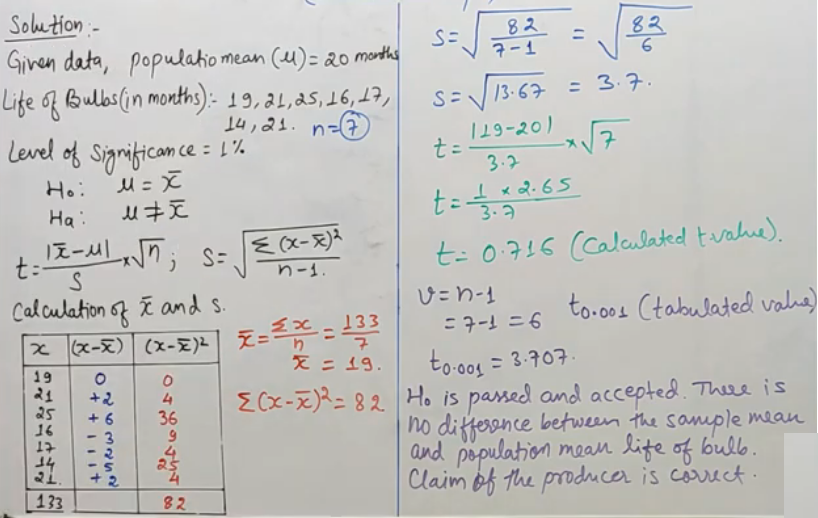 Solution :-
Given data, populatio mean (μ) = 20 months
Life of Bulbs (in months) :- 19, 21, 25, 16, 17,
14, 21. n = 7
Level of Significance = 1%
H₀ : μ = x̄
Ha : μ ≠ x̄
t = |x̄ - μ| / S × √n ; S = √(Σ (x - x̄)² / n - 1.)
Calculation of x̄ and s.
x (x - x̄) (x - x̄)²
19 0 0
21 +2 4
25 +6 36
16 -3 9
17 -2 4
14 -5 25
21. +2 4
133 82
x̄ = Σx / n = 133 / 7
x̄ = 19.
Σ (x - x̄)² = 82
S = √(82 / 7 - 1) = √(82 / 6)
S = √13.67 = 3.7.
t = |19 - 20| / 3.7 × √7
t = 1 × 2.65 / 3.7
t = 0.716 (Calculated t.value).
v = n - 1
= 7 - 1 = 6
t0.001 (tabulated value)
t0.001 = 3.707.
H₀ is passed and accepted. There is
no difference between the sample mean
and population mean life of bulb.
Claim of the producer is correct.